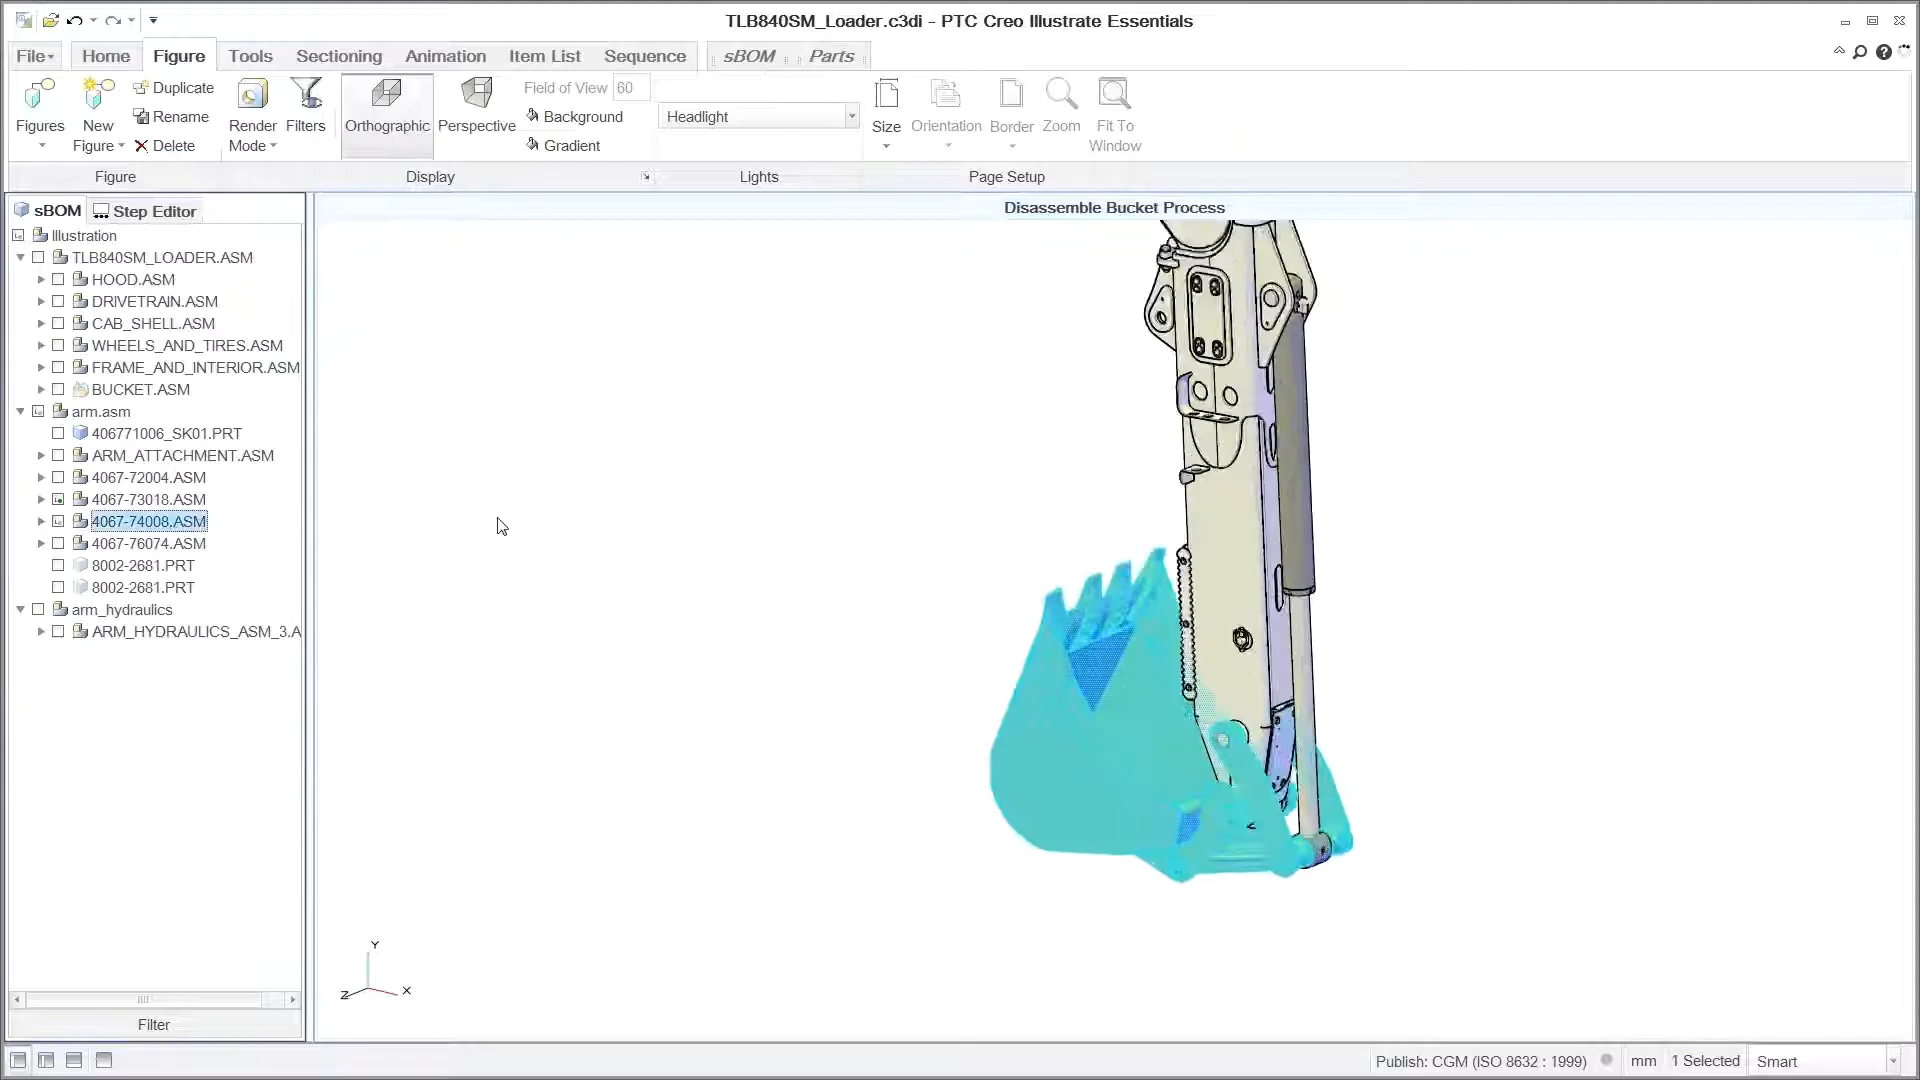 TLB840SM_Loader.c3di - PTC Creo Illustrate Essentials
File Home Figure Tools Sectioning Animation Item List Sequence sBOM Parts
Figures
New Figure
Duplicate
Rename
Delete
Render Mode
Filters
Orthographic
Perspective
Field of View 60
Background
Gradient
Headlight
Size
Orientation
Border
Zoom
Fit To Window
Figure Display Lights Page Setup
sBOM Step Editor
Disassemble Bucket Process
Illustration
TLB840SM_LOADER.ASM
HOOD.ASM
DRIVETRAIN.ASM
CAB_SHELL.ASM
WHEELS_AND_TIRES.ASM
FRAME_AND_INTERIOR.ASM
BUCKET.ASM
arm.asm
406771006_SK01.PRT
ARM_ATTACHMENT.ASM
4067-72004.ASM
4067-73018.ASM
4067-74008.ASM
4067-76074.ASM
8002-2681.PRT
8002-2681.PRT
arm_hydraulics
ARM_HYDRAULICS_ASM_3.A
Y
Z X
Filter
Publish: CGM (ISO 8632 : 1999) mm 1 Selected Smart